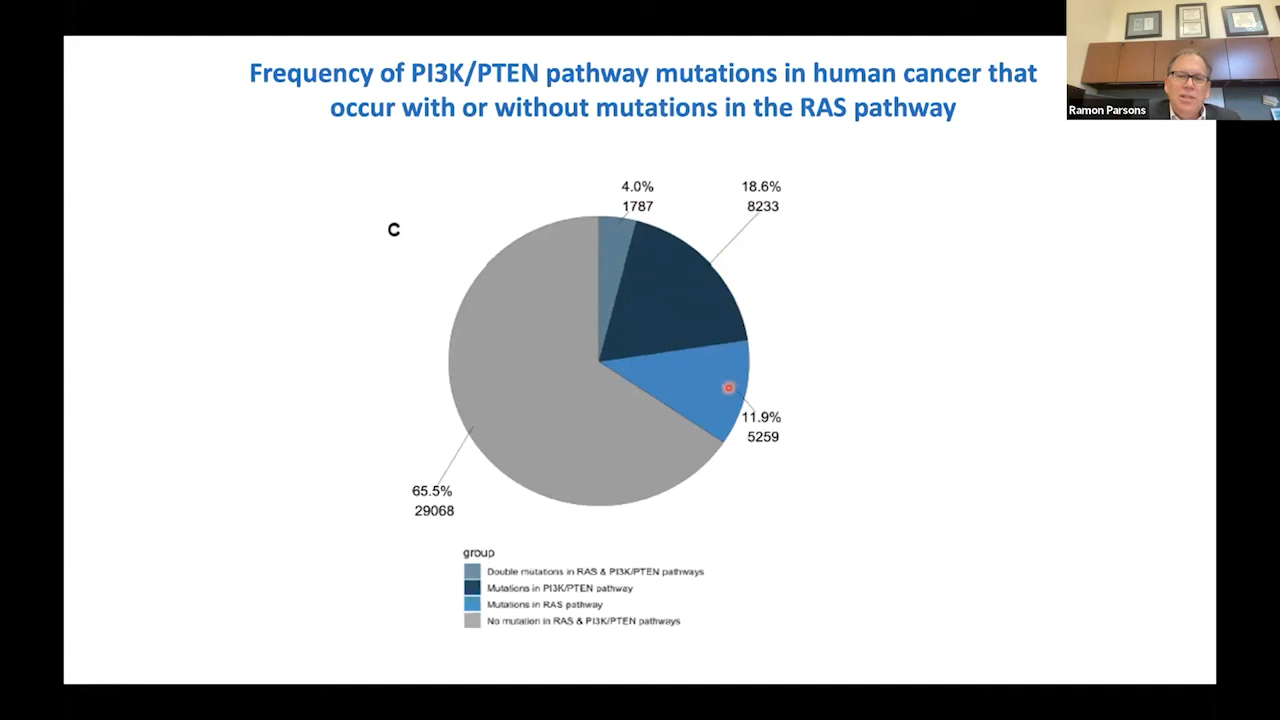 Frequency of PI3K/PTEN pathway mutations in human cancer that
occur with or without mutations in the RAS pathway
Ramon Parsons
C
4.0%
1787
18.6%
8233
11.9%
5259
65.5%
29068
group
Double mutations in RAS & PI3K/PTEN pathways
Mutations in PI3K/PTEN pathway
Mutations in RAS pathway
No mutation in RAS & PI3K/PTEN pathways